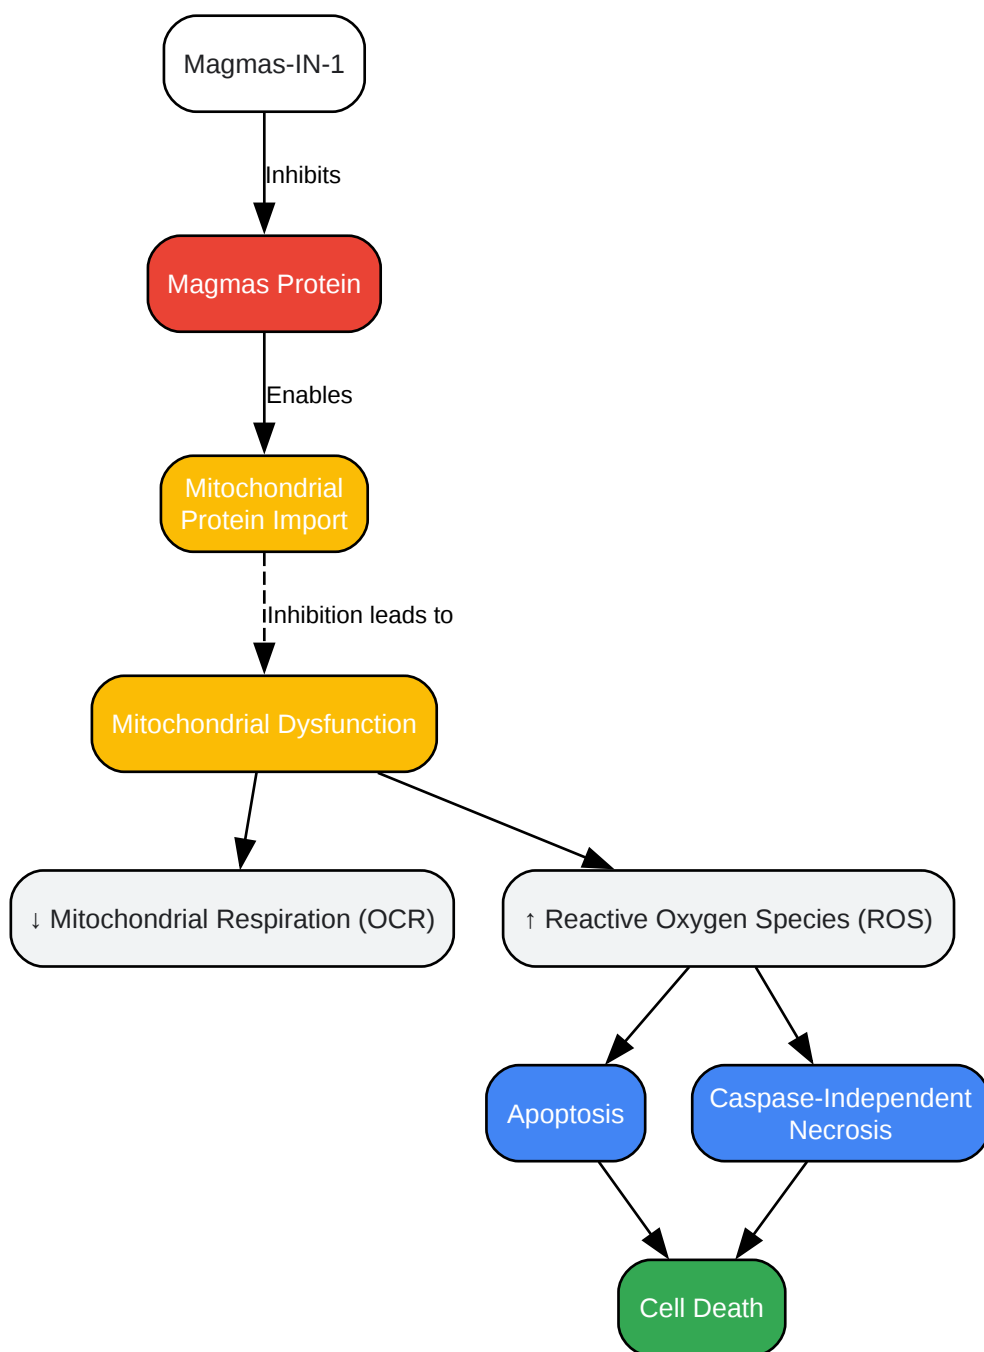 Magmas-IN-1
Inhibits
Magmas Protein
Enables
Mitochondrial
Protein Import
Inhibition leads to
Mitochondrial Dysfunction
↓ Mitochondrial Respiration (OCR)
↑ Reactive Oxygen Species (ROS)
Apoptosis
Caspase-Independent
Necrosis
Cell Death